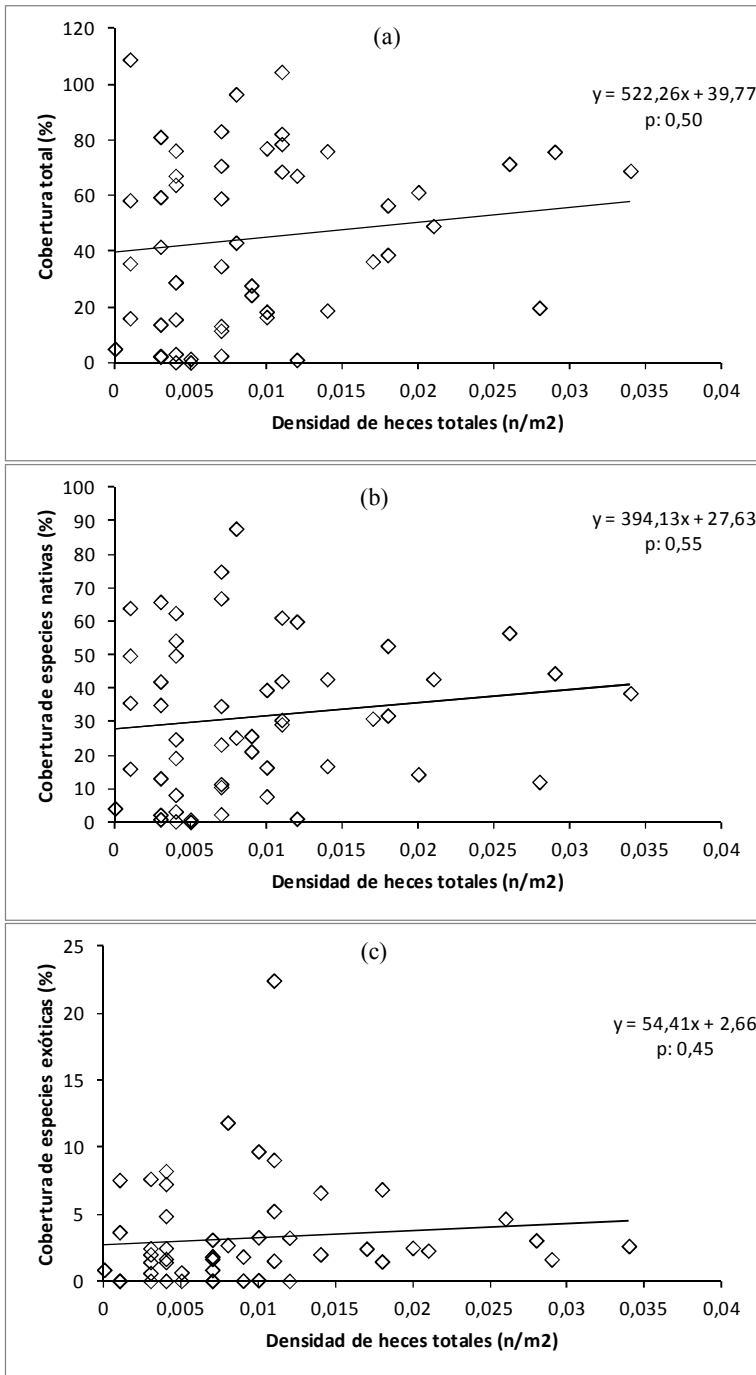 (a)
120
100
80
60
40
20
0
Cobertura total (%)
y = 522,26x + 39,77
p: 0,50
0 0,005 0,01 0,015 0,02 0,025 0,03 0,035 0,04
Densidad de heces totales (n/m2)
(b)
100
90
80
70
60
50
40
30
20
10
0
Cobertura de especies nativas (%)
y = 394,13x + 27,63
p: 0,55
0 0,005 0,01 0,015 0,02 0,025 0,03 0,035 0,04
Densidad de heces totales (n/m2)
(c)
25
20
15
10
5
0
Cobertura de especies exóticas (%)
y = 54,41x + 2,66
p: 0,45
0 0,005 0,01 0,015 0,02 0,025 0,03 0,035 0,04
Densidad de heces totales (n/m2)